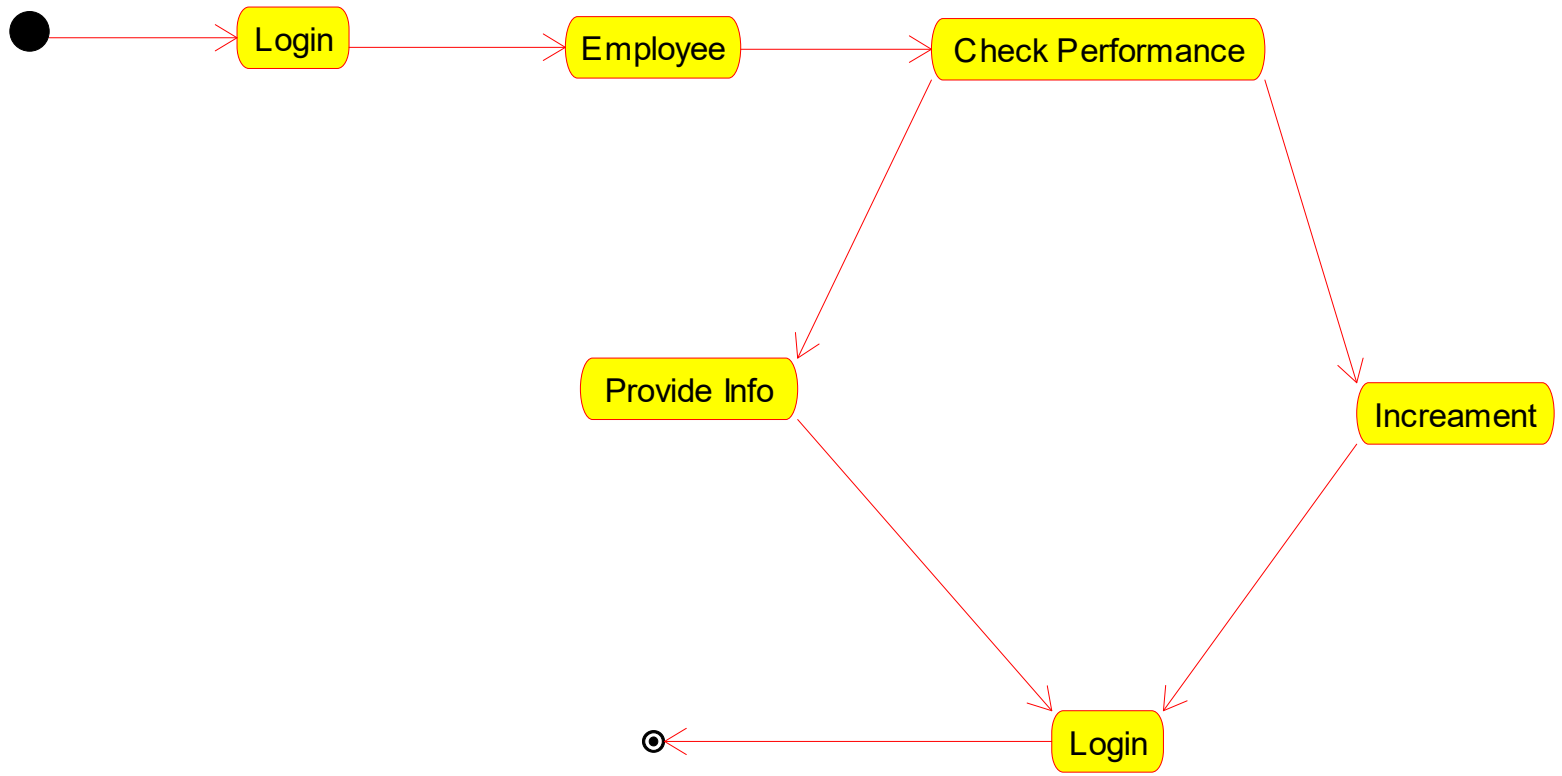 Login
Employee
Check Performance
Provide Info
Increament
Login